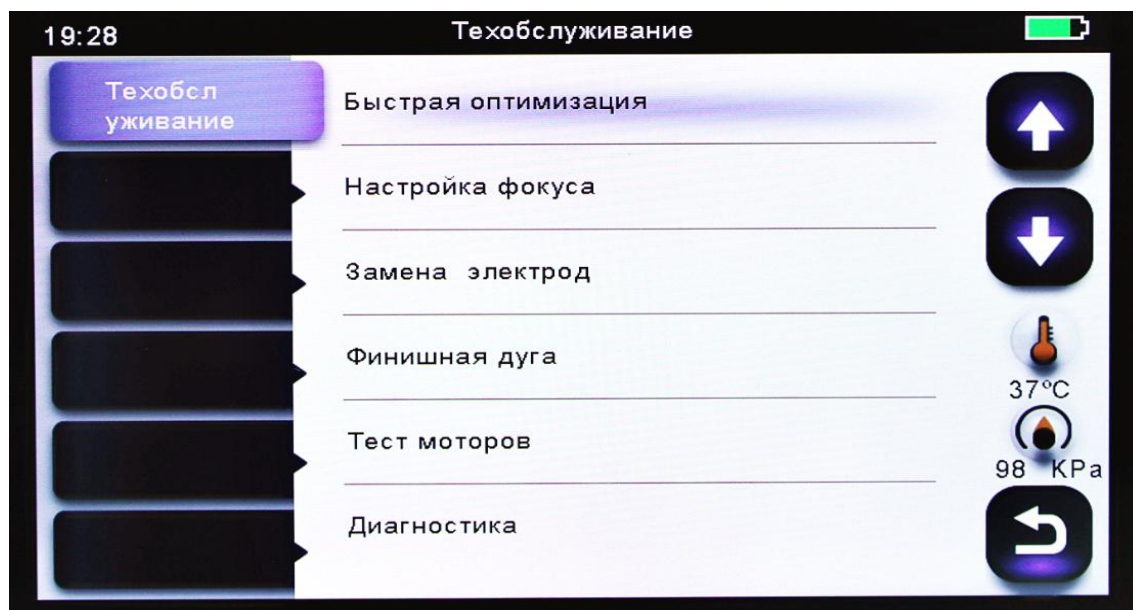 19:28
Техобслуживание
Техобсл
уживание
Быстрая оптимизация
Настройка фокуса
Замена  электрод
Финишная дуга
Тест моторов
Диагностика
37°C
98 KPa